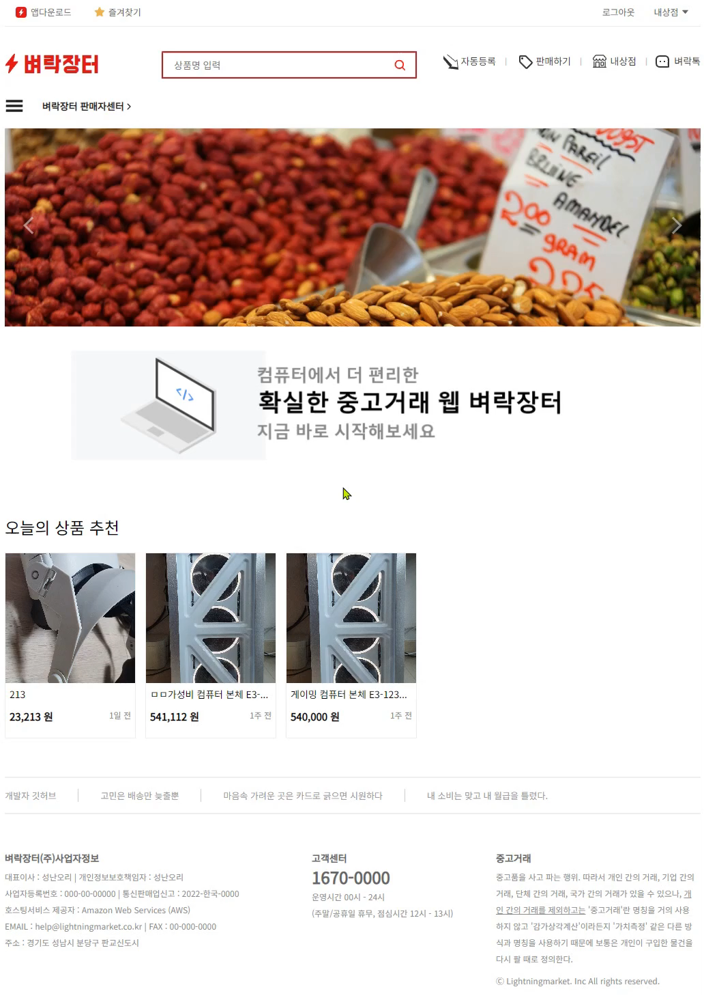 앱다운로드 즐겨찾기 로그아웃 내상점
벼락장터 상품명 입력 자동등록 판매하기 내상점 벼락톡
벼락장터 판매자센터
BRUINE
AMANDEL
200
gram
컴퓨터에서 더 편리한
확실한 중고거래 웹 벼락장터
지금 바로 시작해보세요
오늘의 상품 추천
213
23,213 원 1일 전
ㅁㅁ가성비 컴퓨터 본체 E3-...
541,112 원 1주 전
게이밍 컴퓨터 본체 E3-123...
540,000 원 1주 전
개발자 깃허브 고민은 배송만 늦출뿐 마음속 가려운 곳은 카드로 긁으면 시원하다 내 소비는 맞고 내 월급을 틀렸다.
벼락장터(주)사업자정보
대표이사 : 성난오리 | 개인정보보호책임자 : 성난오리
사업자등록번호 : 000-00-00000 | 통신판매업신고 : 2022-한국-0000
호스팅서비스 제공자 : Amazon Web Services (AWS)
EMAIL : help@lightningmarket.co.kr | FAX : 00-000-0000
주소 : 경기도 성남시 분당구 판교신도시
고객센터
1670-0000
운영시간 00시 - 24시
(주말/공휴일 휴무, 점심시간 12시 - 13시)
중고거래
중고품을 사고 파는 행위. 따라서 개인 간의 거래, 기업 간의
거래, 단체 간의 거래, 국가 간의 거래가 있을 수 있으나, 개
인 간의 거래를 제외하고는 '중고거래'란 명칭을 거의 사용
하지 않고 '감가상각계산'이라든지 '가치측정' 같은 다른 방
식과 명칭을 사용하기 때문에 보통은 개인이 구입한 물건을
다시 팔 때로 정의한다.
ⓒ Lightningmarket. Inc All rights reserved.